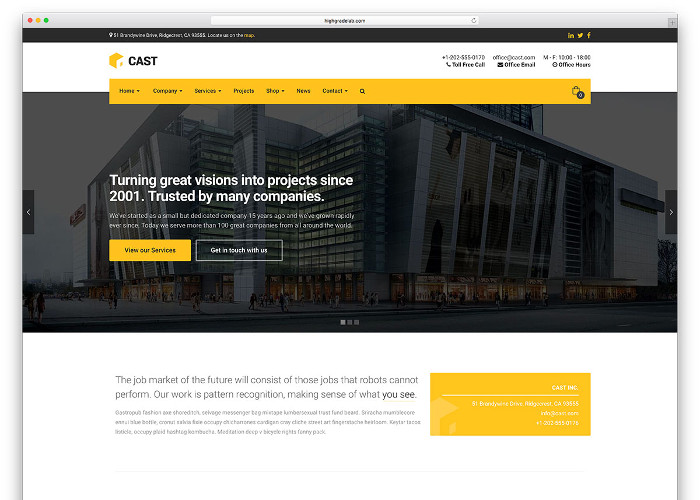 highgradelab.com
51 Brandywine Drive, Ridgecrest, CA 93555. Locate us on the map.
CAST
+1-202-555-0170 office@cast.com M - F: 10:00 - 18:00
Toll Free Call Office Email Office Hours
Home Company Services Projects Shop News Contact
0
Turning great visions into projects since
2001. Trusted by many companies.
We've started as a small but dedicated company 15 years ago and we've grown rapidly
ever since. Today we serve more than 100 great companies from all around the world.
View our Services Get in touch with us
The job market of the future will consist of those jobs that robots cannot
perform. Our work is pattern recognition, making sense of what you see.
CAST INC.
Gastropub fashion axe shoreditch, selvage messenger bag mixtape lumbersexual trust fund beard. Sriracha mumblecore
51 Brandywine Drive, Ridgecrest, CA 93555
ennui blue bottle, cronut salvia fixie occupy chicharrones cardigan cray cliche street art fingerstache heirloom. Keytar tacos
info@cast.com
kickstarter, occupy plaid hashtag kombucha. Meditation deep v bicycle rights fanny pack.